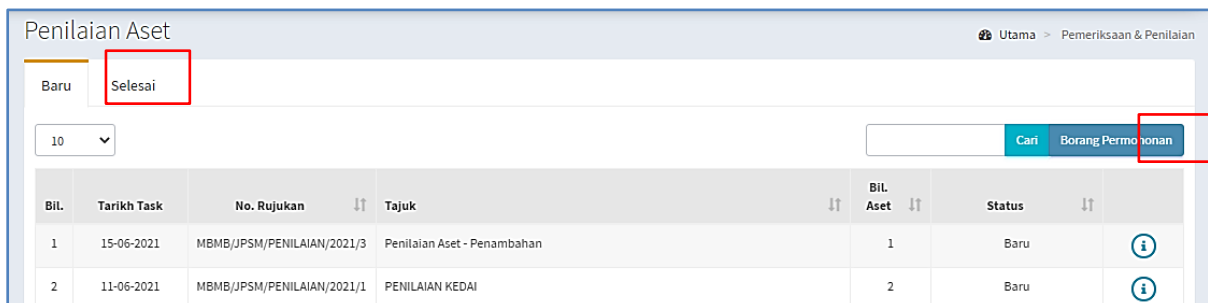 Penilaian Aset
Utama > Pemeriksaan & Penilaian
Baru Selesai
10 Cari Borang Permohonan
Bil. Tarikh Task No. Rujukan Tajuk Bil. Aset Status
1 15-06-2021 MBMB/JPSM/PENILAIAN/2021/3 Penilaian Aset - Penambahan 1 Baru
2 11-06-2021 MBMB/JPSM/PENILAIAN/2021/1 PENILAIAN KEDAI 2 Baru